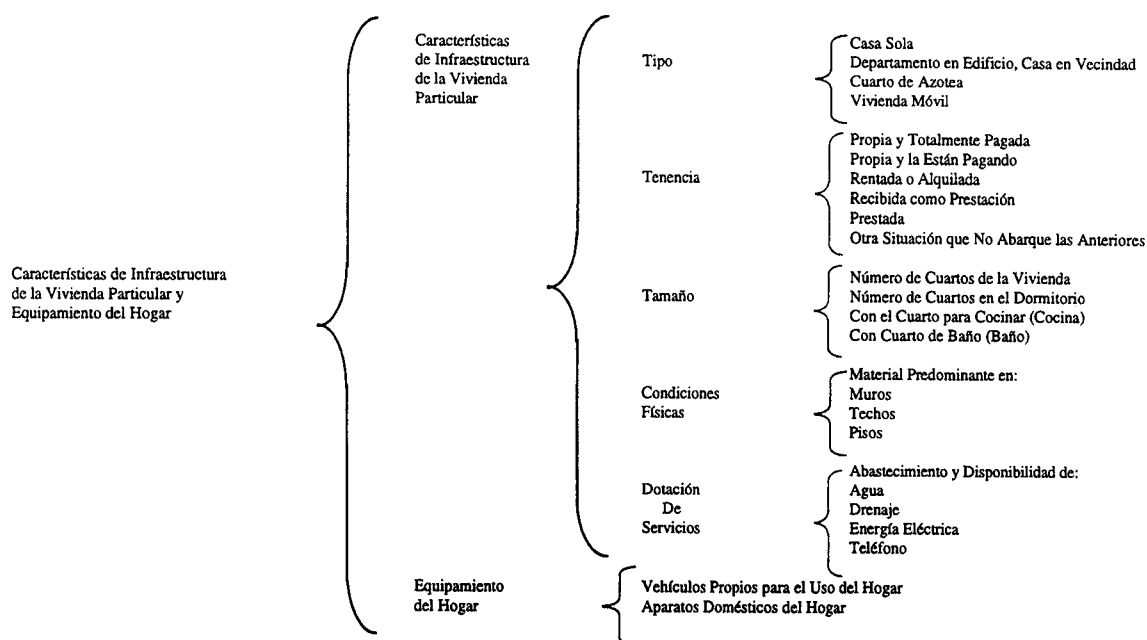 Características de Infraestructura
de la Vivienda Particular y
Equipamiento del Hogar
Características
de Infraestructura
de la Vivienda
Particular
Tipo
Casa Sola
Departamento en Edificio, Casa en Vecindad
Cuarto de Azotea
Vivienda Móvil
Tenencia
Propia y Totalmente Pagada
Propia y la Están Pagando
Rentada o Alquilada
Recibida como Prestación
Prestada
Otra Situación que No Abarque las Anteriores
Tamaño
Número de Cuartos de la Vivienda
Número de Cuartos en el Dormitorio
Con el Cuarto para Cocinar (Cocina)
Con Cuarto de Baño (Baño)
Condiciones
Físicas
Material Predominante en:
Muros
Techos
Pisos
Dotación
De
Servicios
Abastecimiento y Disponibilidad de:
Agua
Drenaje
Energía Eléctrica
Teléfono
Equipamiento
del Hogar
Vehículos Propios para el Uso del Hogar
Aparatos Domésticos del Hogar